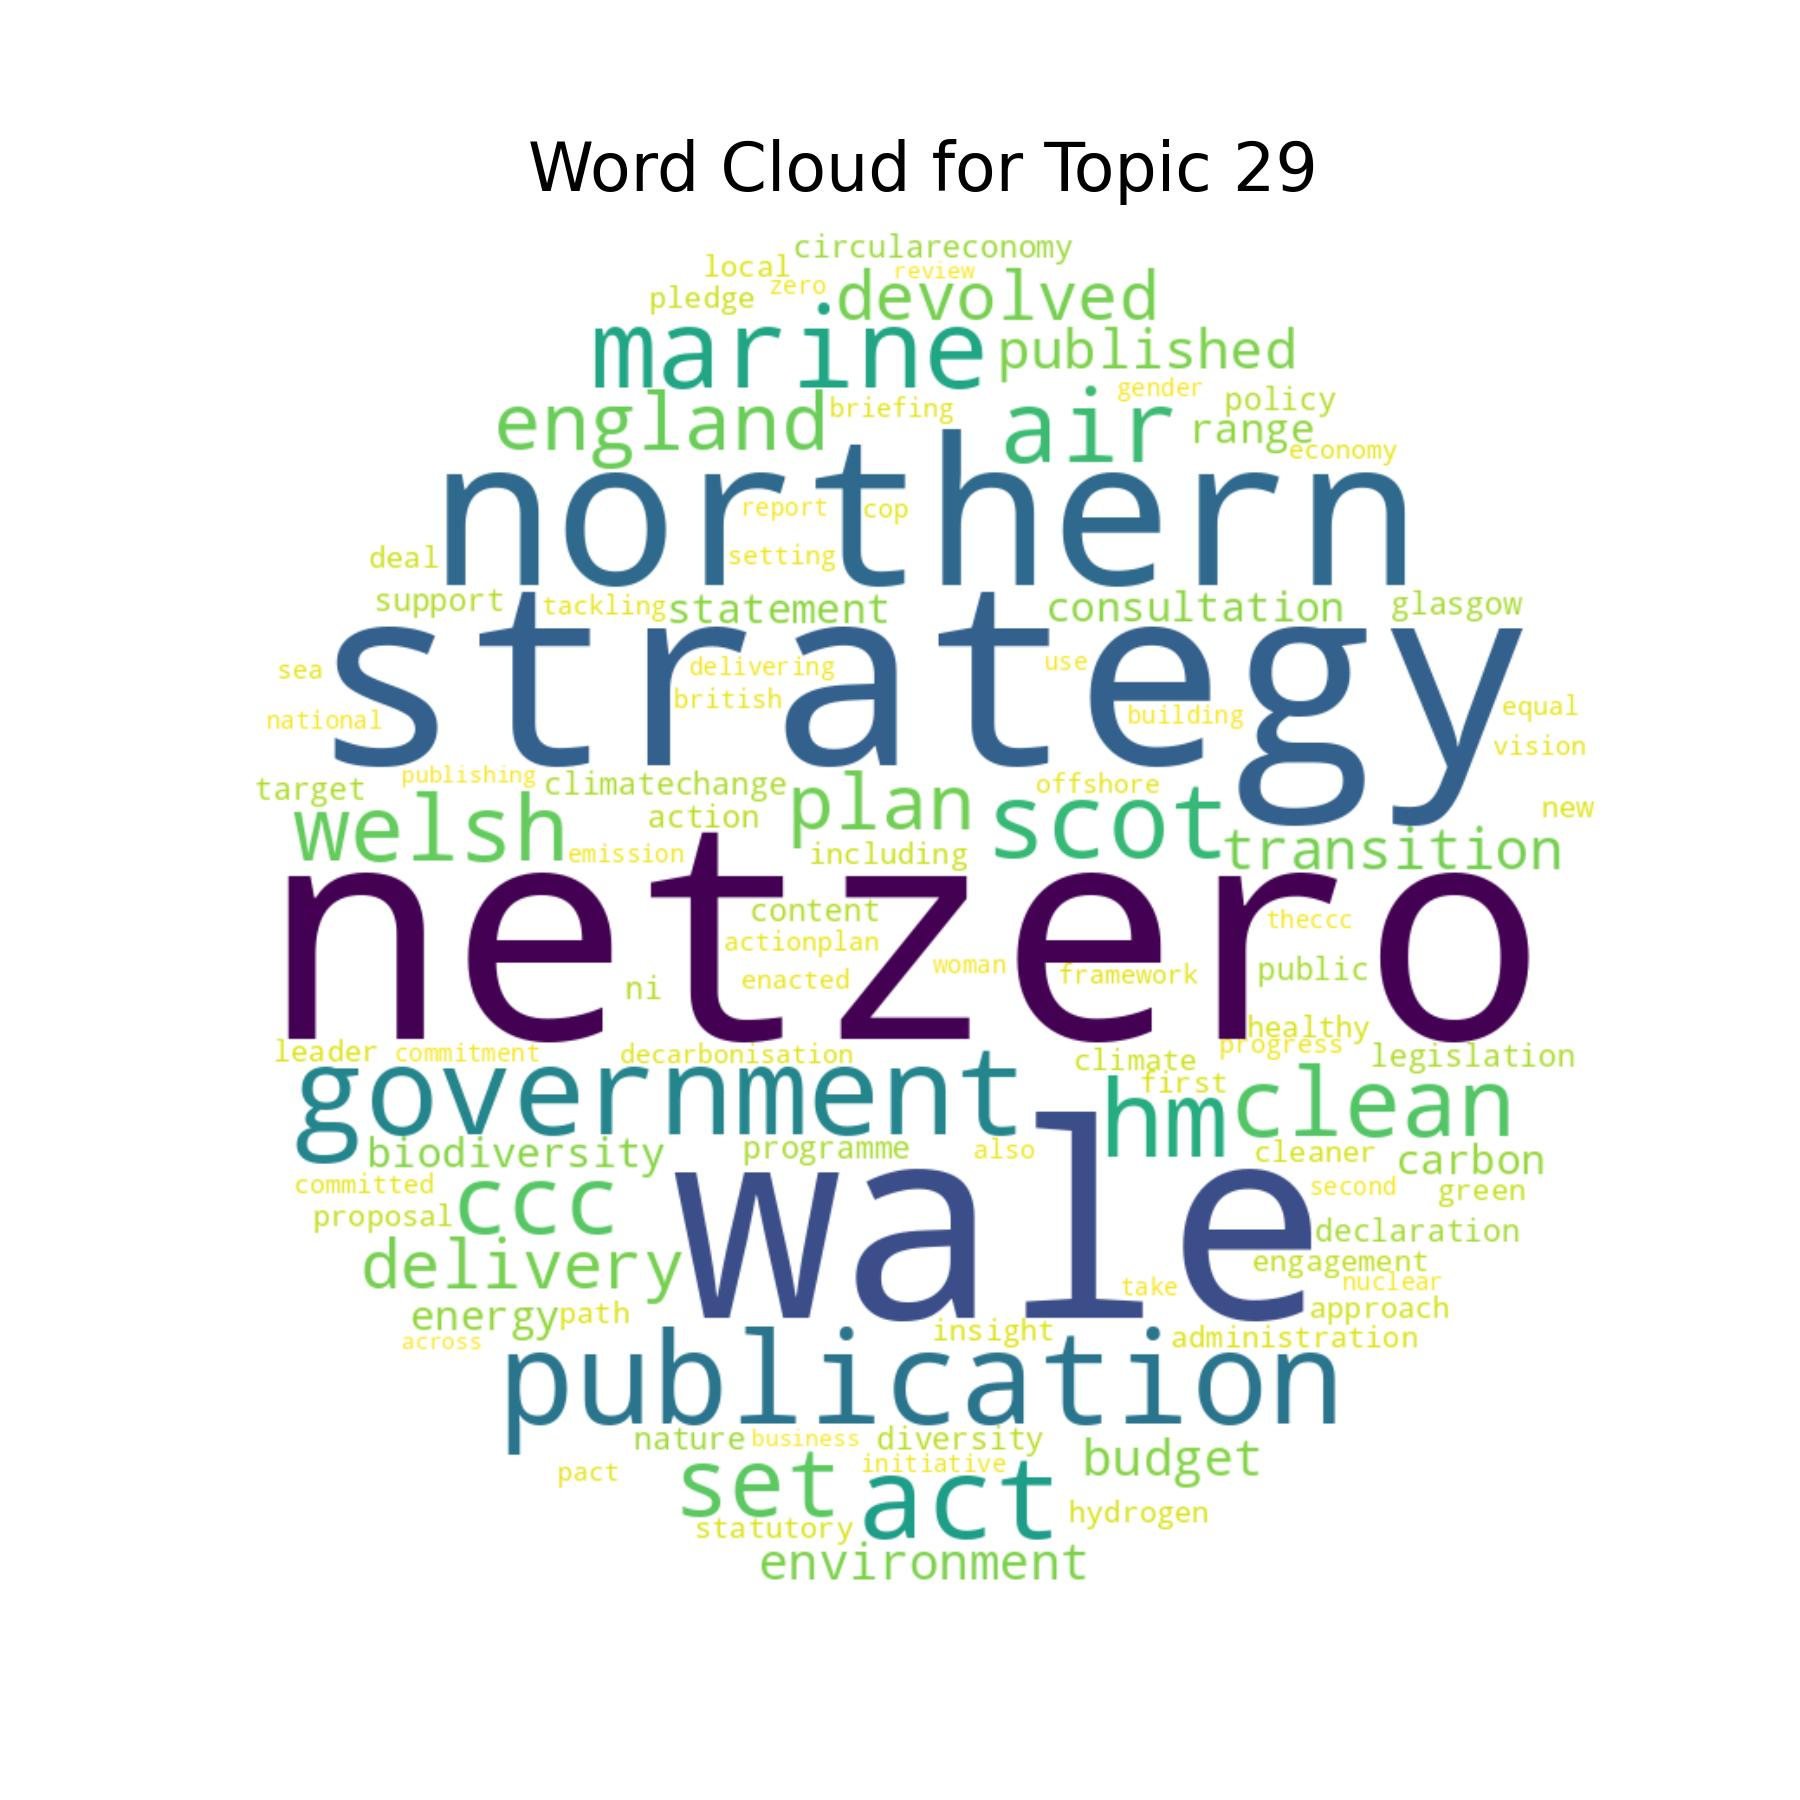 Word Cloud for Topic 29
circulareconomy
local review
pledge zero devolved
marine published
gender policy
england briefing air range
economy
northern
report cop
deal setting
support tackling statement consultation glasgow
strategy
sea delivering use
british
national building equal
vision
target publishing climatechange offshore
welsh action plan scot new
emission including transition
netzero
content theccc
actionplan
woman framework public
ni enacted
healthy
leader commitment decarbonisation climate progress legislation
government first
hm clean
biodiversity programme also cleaner carbon
committed second green
proposal ccc wale declaration
delivery engagement
take nuclear
energy path approach
across insight administration
publication
nature business diversity budget
pact initiative
set act
statutory hydrogen
environment